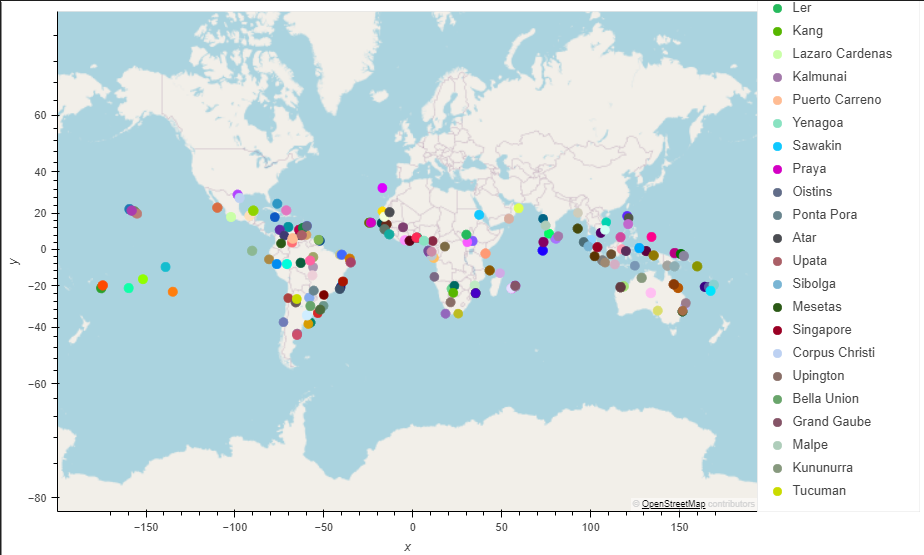 60
40
20
0
−20
−40
−60
−80
y
−150
−100
−50
0
50
100
150
x
© OpenStreetMap contributors
Ler
Kang
Lazaro Cardenas
Kalmunai
Puerto Carreno
Yenagoa
Sawakin
Praya
Oistins
Ponta Pora
Atar
Upata
Sibolga
Mesetas
Singapore
Corpus Christi
Upington
Bella Union
Grand Gaube
Malpe
Kununurra
Tucuman